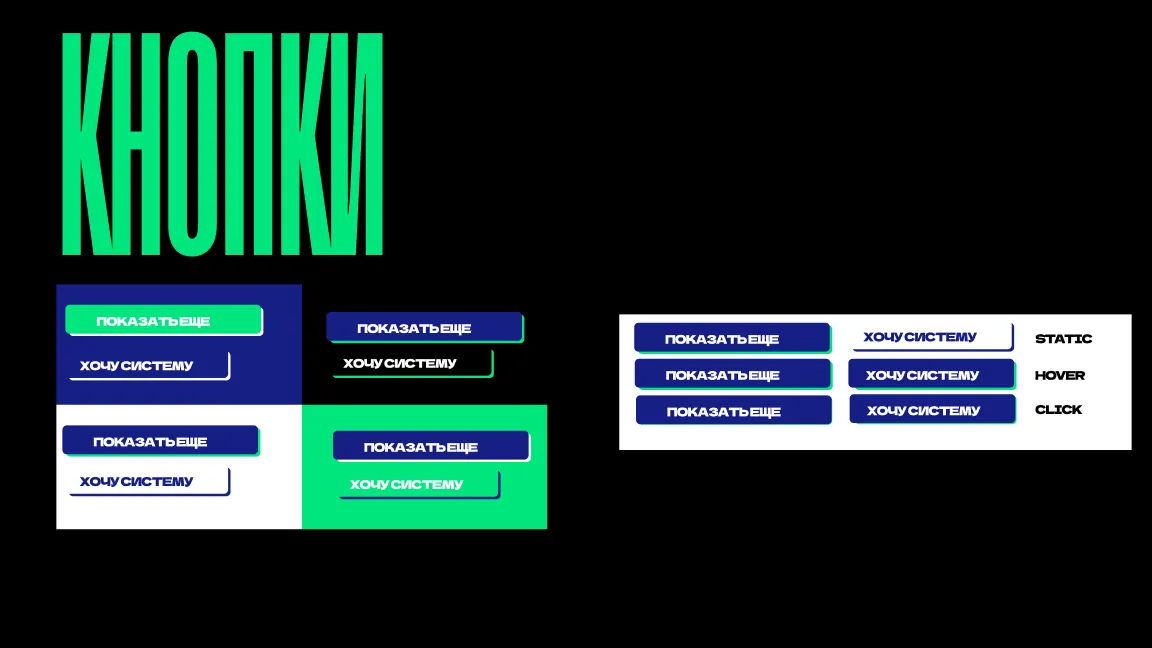 КНОПКИ
ПОКАЗАТЬ ЕЩЕ
ХОЧУ СИСТЕМУ
ПОКАЗАТЬ ЕЩЕ
ХОЧУ СИСТЕМУ
ПОКАЗАТЬ ЕЩЕ
ХОЧУ СИСТЕМУ
ПОКАЗАТЬ ЕЩЕ
ХОЧУ СИСТЕМУ
ПОКАЗАТЬ ЕЩЕ ХОЧУ СИСТЕМУ STATIC
ПОКАЗАТЬ ЕЩЕ ХОЧУ СИСТЕМУ HOVER
ПОКАЗАТЬ ЕЩЕ ХОЧУ СИСТЕМУ CLICK